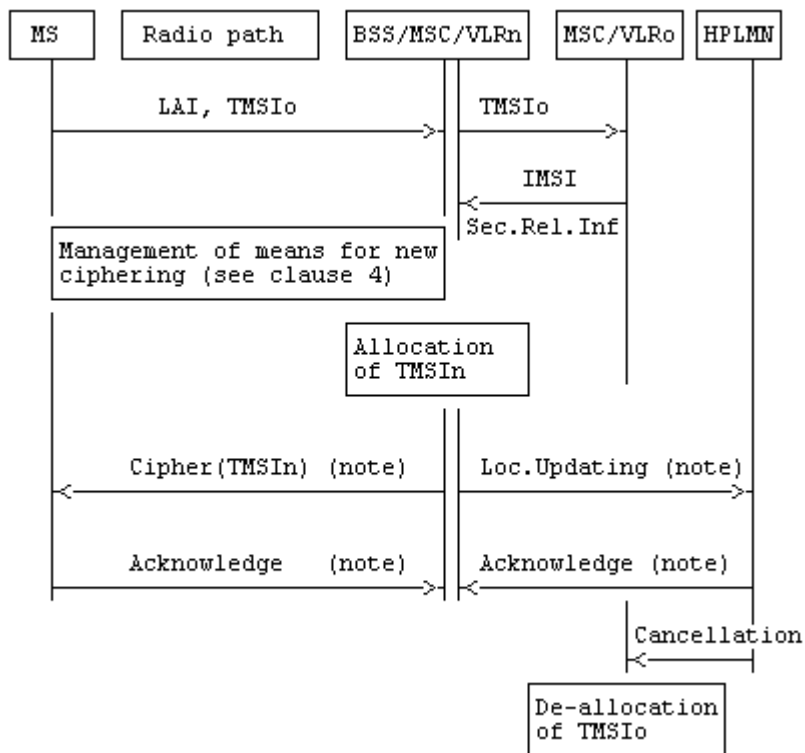 MS Radio path BSS/MSC/VLRn MSC/VLRo HPLMN
LAI, TMSIo TMSIo
IMSI
Sec.Rel.Inf
Management of means for new
ciphering (see clause 4)
Allocation
of TMSIn
Cipher(TMSIn) (note) Loc.Updating (note)
Acknowledge (note) Acknowledge (note)
Cancellation
De-allocation
of TMSIo